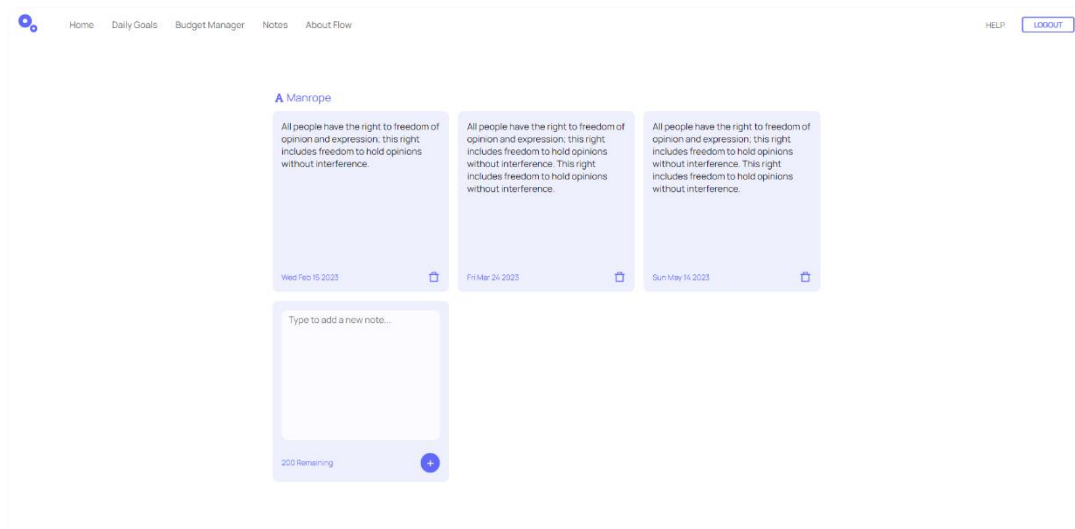 Home Daily Goals Budget Manager Notes About Flow HELP LOGOUT
A Manrope
All people have the right to freedom of
opinion and expression; this right
includes freedom to hold opinions
without interference.
Wed Feb 15 2023
All people have the right to freedom of
opinion and expression; this right
includes freedom to hold opinions
without interference. This right
includes freedom to hold opinions
without interference.
Fri Mar 24 2023
All people have the right to freedom of
opinion and expression; this right
includes freedom to hold opinions
without interference. This right
includes freedom to hold opinions
without interference.
Sun May 14 2023
Type to add a new note...
200 Remaining